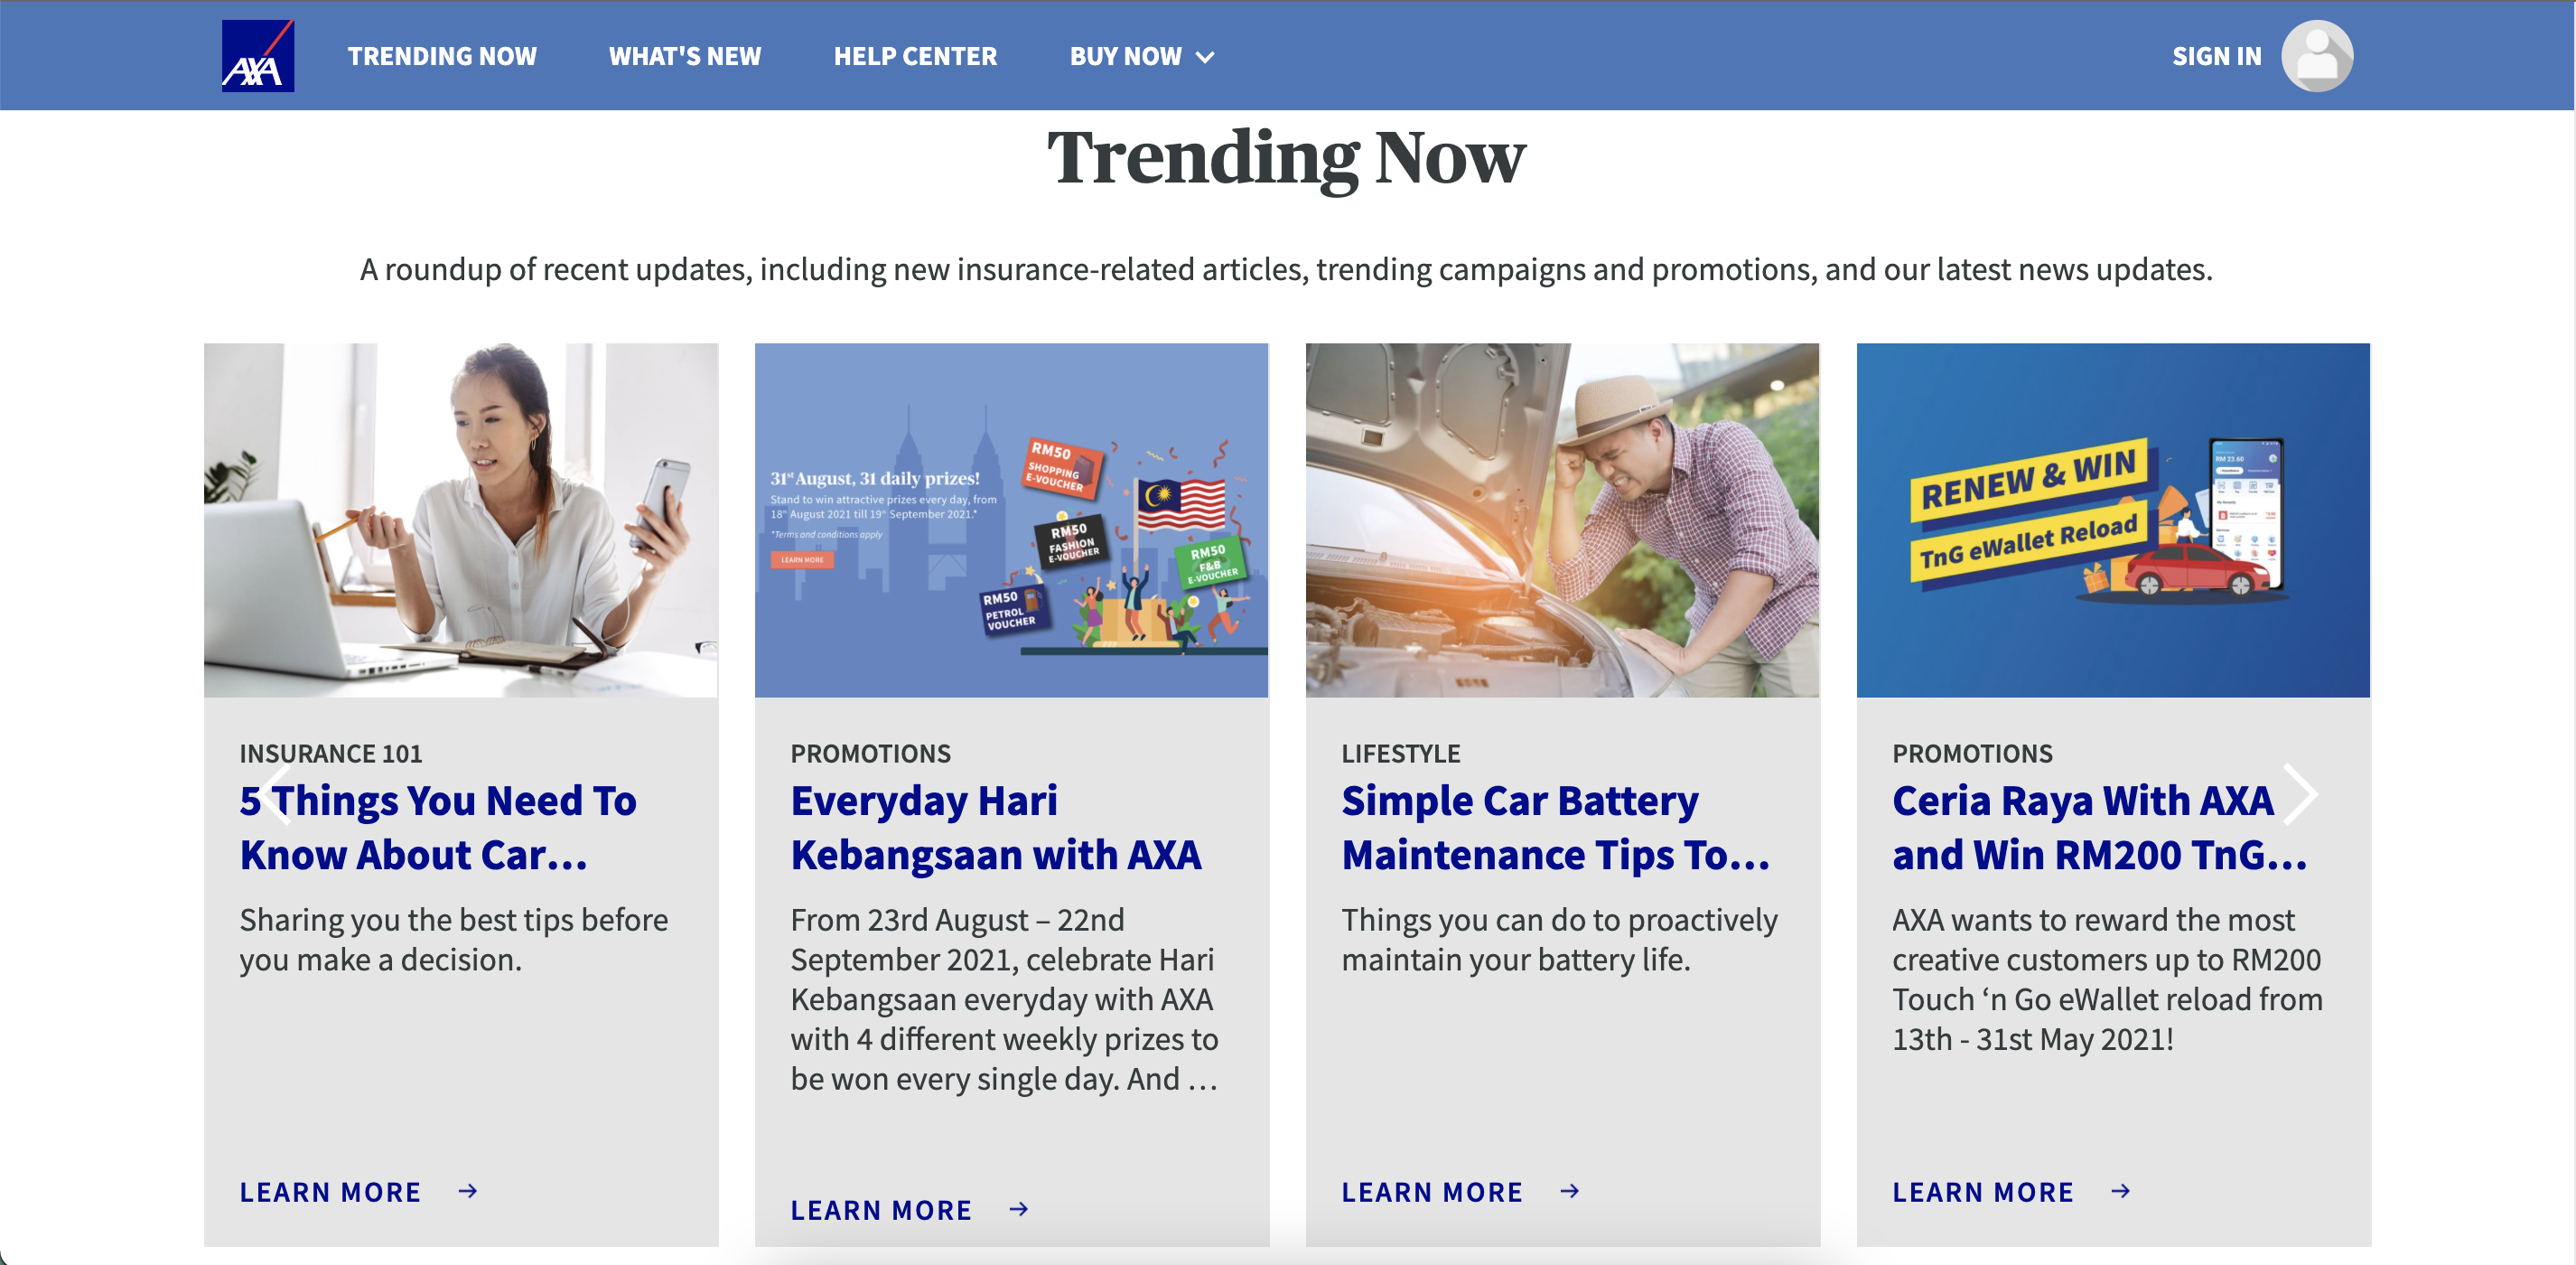 AXA
TRENDING NOW
WHAT'S NEW
HELP CENTER
BUY NOW
SIGN IN
Trending Now
A roundup of recent updates, including new insurance-related articles, trending campaigns and promotions, and our latest news updates.
INSURANCE 101
5 Things You Need To
Know About Car...
Sharing you the best tips before
you make a decision.
LEARN MORE
31st August, 31 daily prizes!
Stand to win attractive prizes every day, from
18th August 2021 till 19th September 2021.*
*Terms and conditions apply
LEARN MORE
RM50
SHOPPING
E-VOUCHER
RM50
FASHION
E-VOUCHER
RM50
F&B
E-VOUCHER
RM50
PETROL
VOUCHER
PROMOTIONS
Everyday Hari
Kebangsaan with AXA
From 23rd August – 22nd
September 2021, celebrate Hari
Kebangsaan everyday with AXA
with 4 different weekly prizes to
be won every single day. And …
LEARN MORE
LIFESTYLE
Simple Car Battery
Maintenance Tips To...
Things you can do to proactively
maintain your battery life.
LEARN MORE
RENEW & WIN
TnG eWallet Reload
RM 23.60
PROMOTIONS
Ceria Raya With AXA
and Win RM200 TnG...
AXA wants to reward the most
creative customers up to RM200
Touch ‘n Go eWallet reload from
13th - 31st May 2021!
LEARN MORE